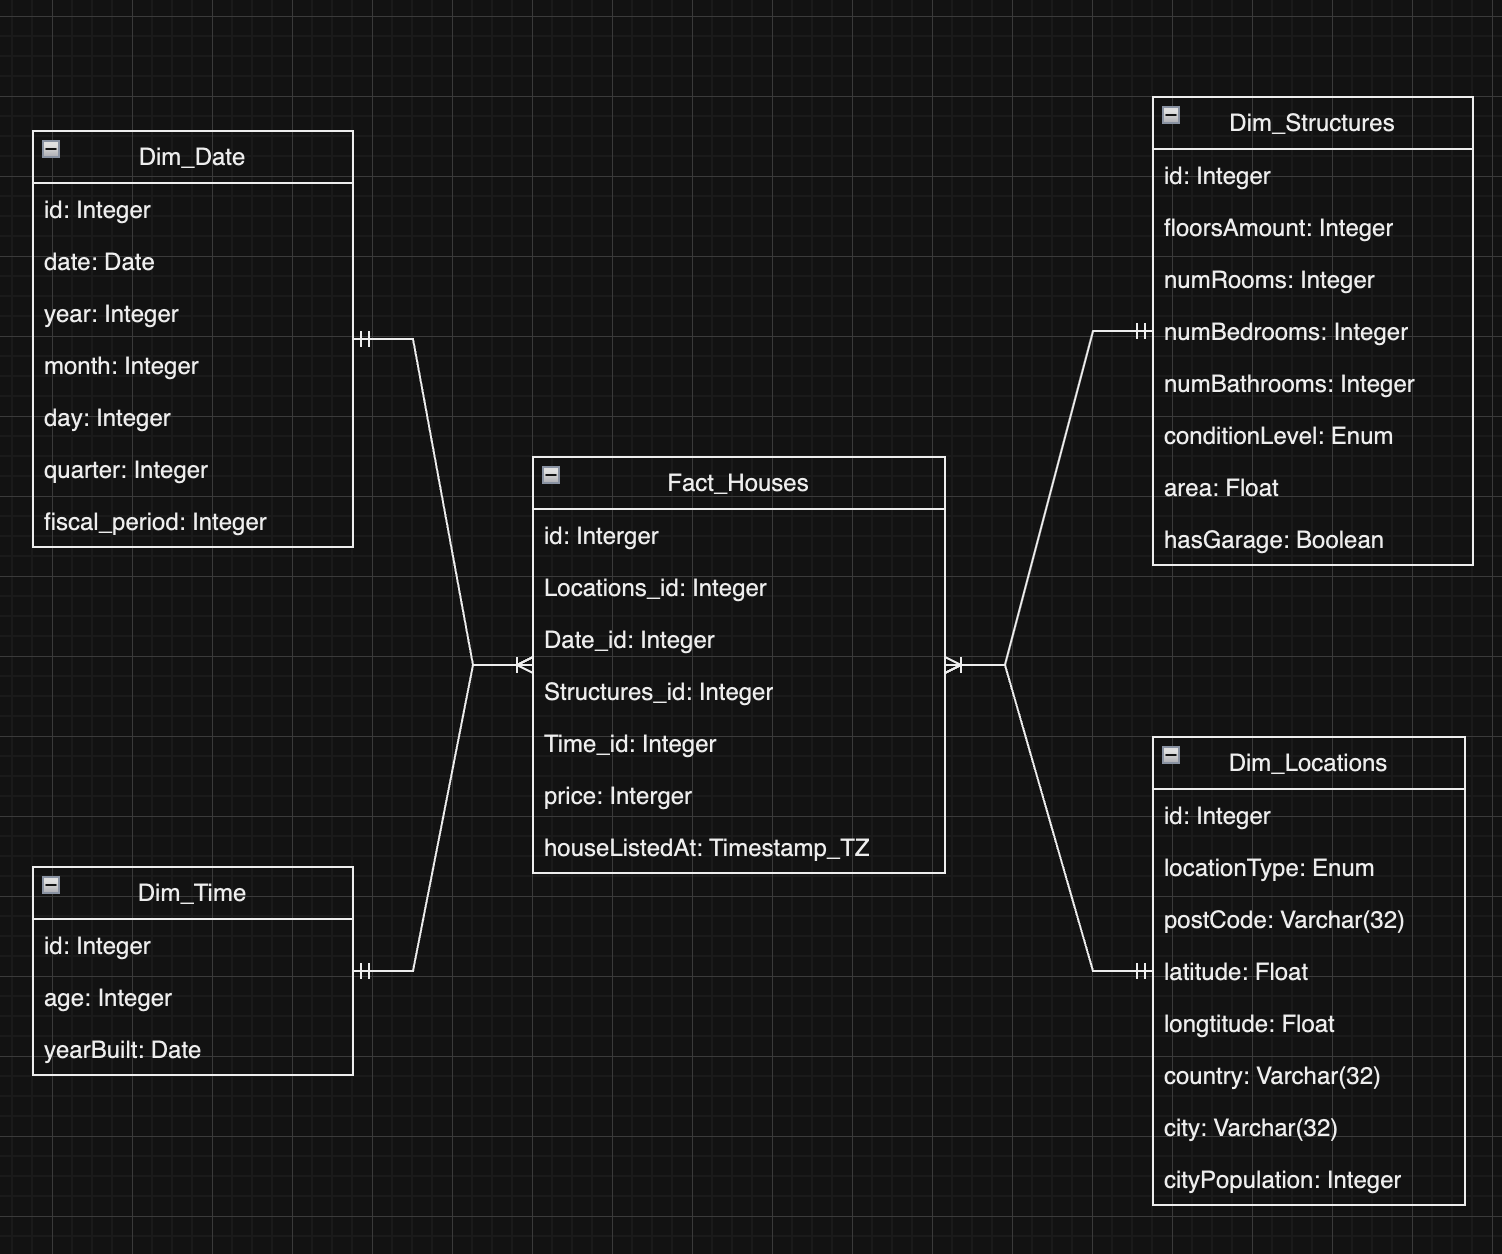 Dim_Date
id: Integer
date: Date
year: Integer
month: Integer
day: Integer
quarter: Integer
fiscal_period: Integer
Dim_Time
id: Integer
age: Integer
yearBuilt: Date
Fact_Houses
id: Interger
Locations_id: Integer
Date_id: Integer
Structures_id: Integer
Time_id: Integer
price: Interger
houseListedAt: Timestamp_TZ
Dim_Structures
id: Integer
floorsAmount: Integer
numRooms: Integer
numBedrooms: Integer
numBathrooms: Integer
conditionLevel: Enum
area: Float
hasGarage: Boolean
Dim_Locations
id: Integer
locationType: Enum
postCode: Varchar(32)
latitude: Float
longtitude: Float
country: Varchar(32)
city: Varchar(32)
cityPopulation: Integer